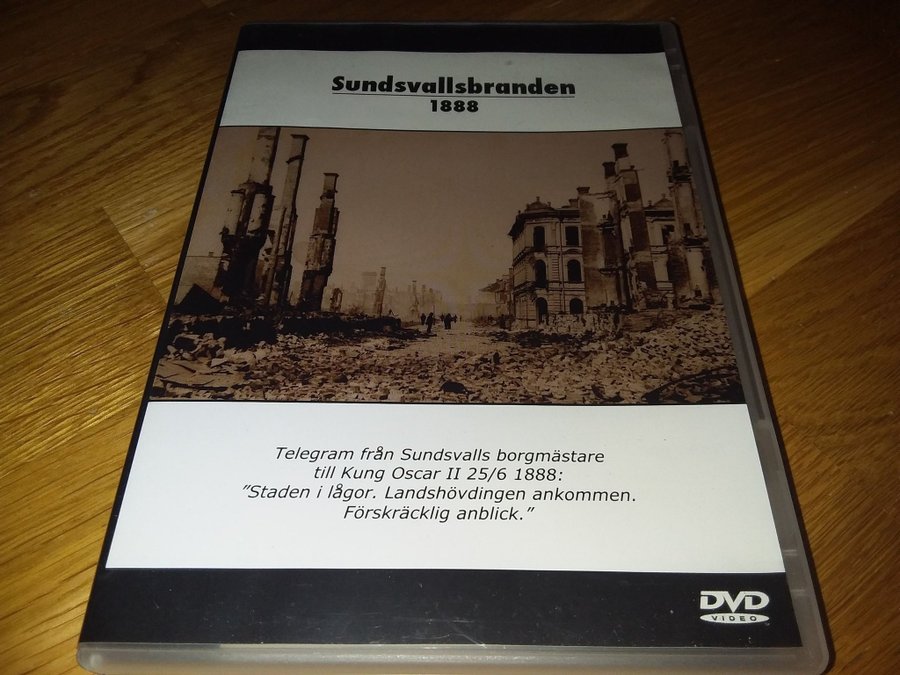 Sundsvallsbranden
1888
Telegram från Sundsvalls borgmästare
till Kung Oscar II 25/6 1888:
”Staden i lågor. Landshövdingen ankommen.
Förskräcklig anblick.”
DVD
VIDEO